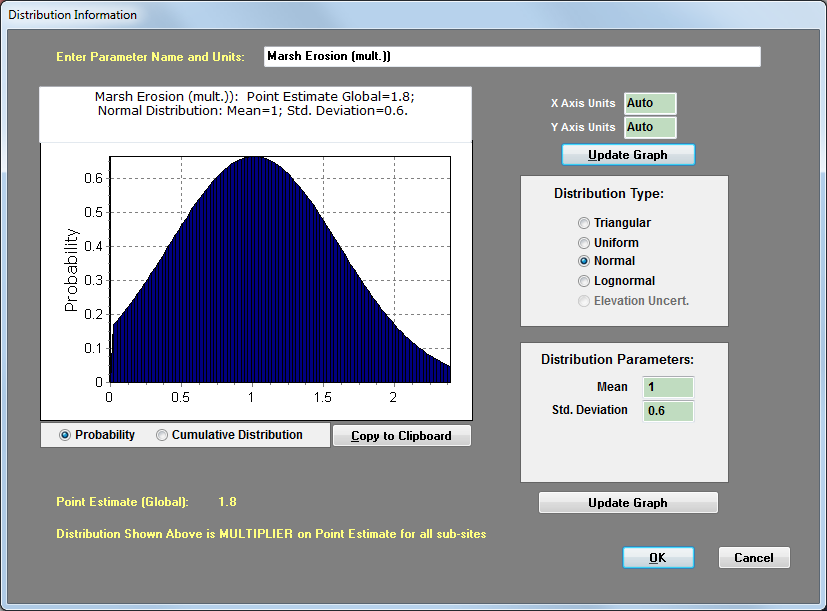 Distribution Information
Enter Parameter Name and Units:
Marsh Erosion (mult.))
Marsh Erosion (mult.)): Point Estimate Global=1.8;
Normal Distribution: Mean=1; Std. Deviation=0.6.
Probability
0.6
0.5
0.4
0.3
0.2
0.1
0
0 0.5 1 1.5 2
Probability
Cumulative Distribution
Copy to Clipboard
X Axis Units Auto
Y Axis Units Auto
Update Graph
Distribution Type:
Triangular
Uniform
Normal
Lognormal
Elevation Uncert.
Distribution Parameters:
Mean 1
Std. Deviation 0.6
Update Graph
Point Estimate (Global): 1.8
Distribution Shown Above is MULTIPLIER on Point Estimate for all sub-sites
OK
Cancel